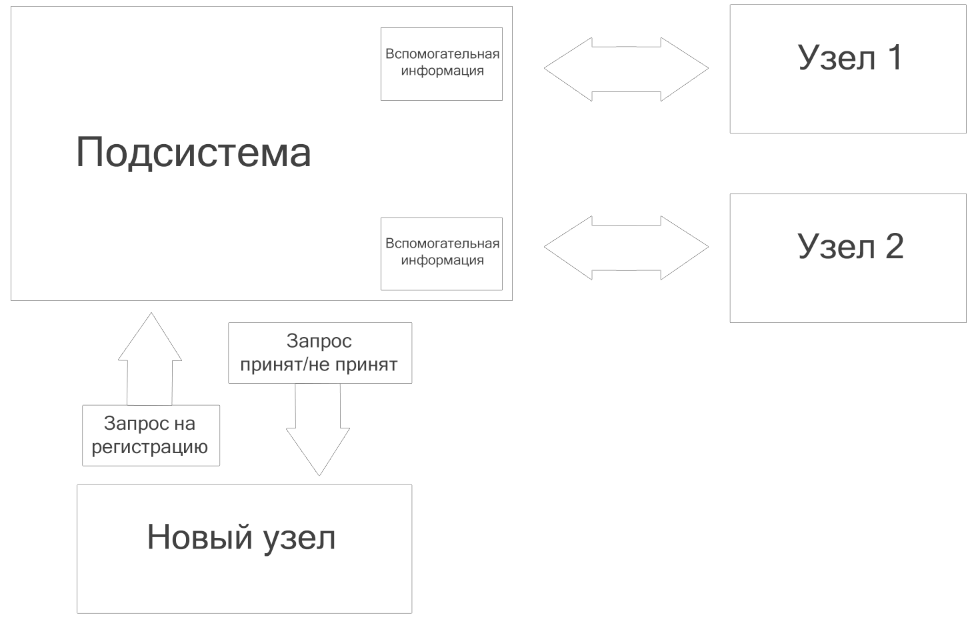 Вспомогательная
информация
Узел 1
Подсистема
Вспомогательная
информация
Узел 2
Запрос
принят/не принят
Запрос на
регистрацию
Новый узел